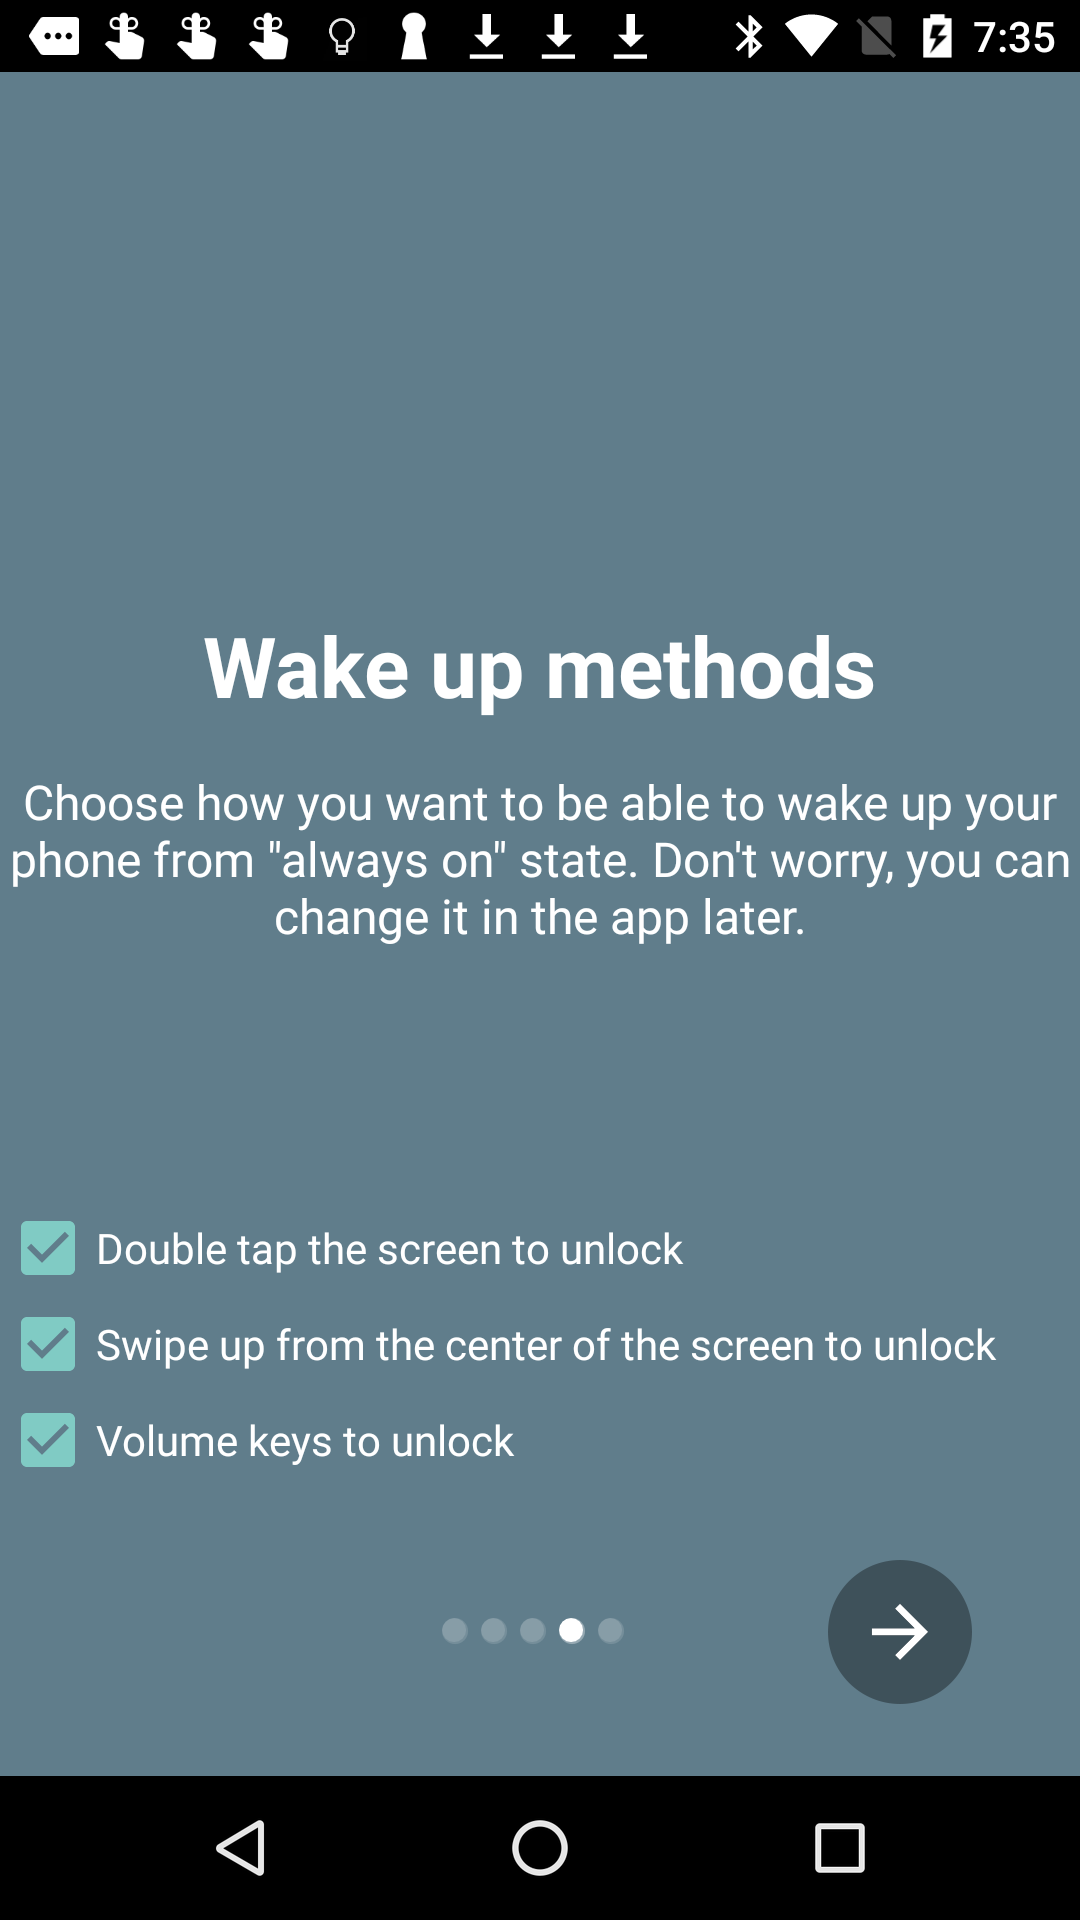 7:35
Wake up methods
Choose how you want to be able to wake up your
phone from "always on" state. Don't worry, you can
change it in the app later.
Double tap the screen to unlock
Swipe up from the center of the screen to unlock
Volume keys to unlock